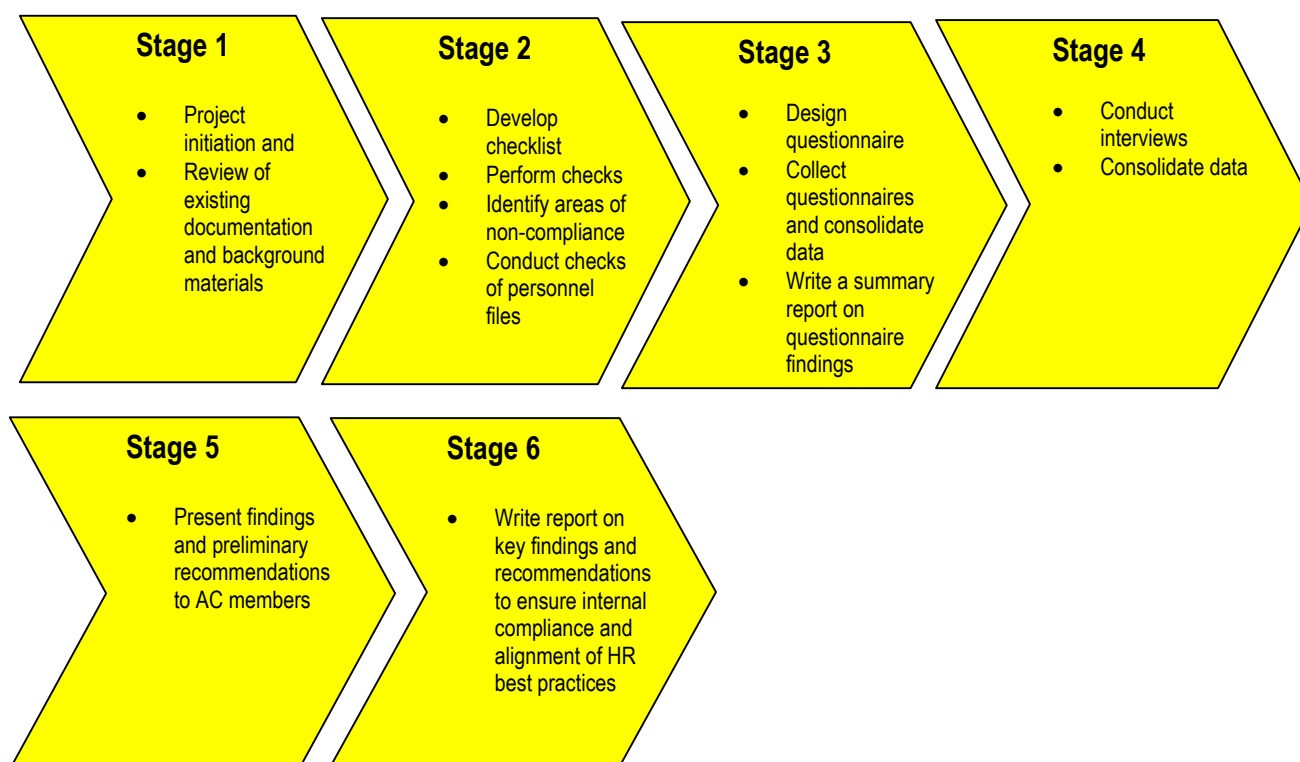 Stage 1
• Project
initiation and
• Review of
existing
documentation
and background
materials
Stage 2
• Develop
checklist
• Perform checks
• Identify areas of
non-compliance
• Conduct checks
of personnel
files
Stage 3
• Design
questionnaire
• Collect
questionnaires
and consolidate
data
• Write a summary
report on
questionnaire
findings
Stage 4
• Conduct
interviews
• Consolidate data
Stage 5
• Present findings
and preliminary
recommendations
to AC members
Stage 6
• Write report on
key findings and
recommendations
to ensure internal
compliance and
alignment of HR
best practices